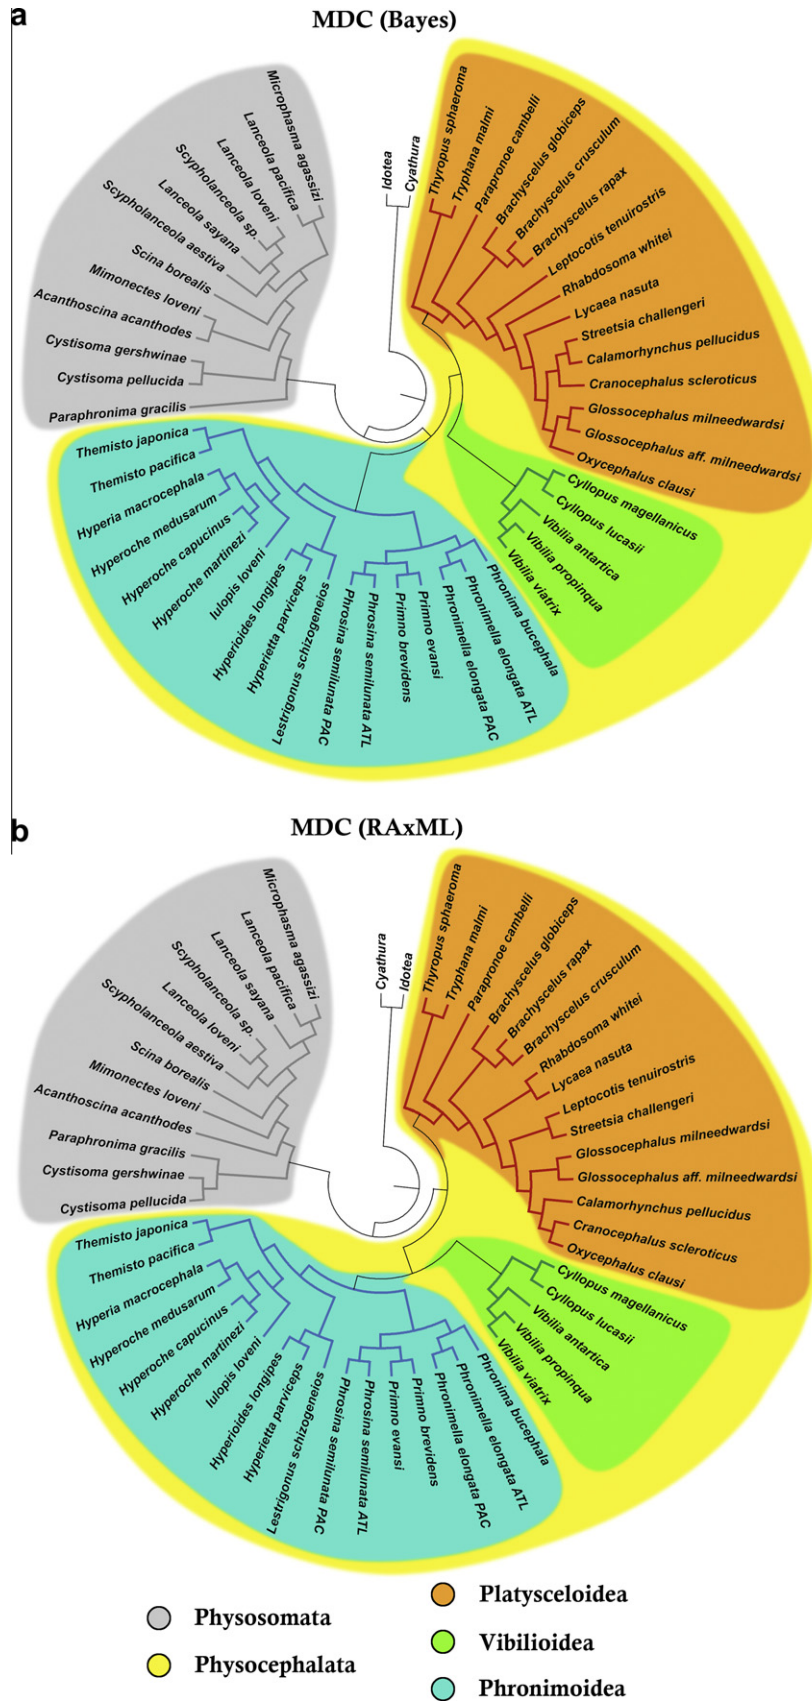 a
MDC (Bayes)
Microphasma agassizi
Lanceola pacifica
Lanceola loveni
Scypholanceola sp.
Lanceola sayana
Scypholanceola aestiva
Scina borealis
Mimonectes loveni
Acanthoscina acanthodes
Cystisoma gershwinae
Cystisoma pellucida
Paraphronima gracilis
Idotea
Cyathura
Thyropus sphaeroma
Tryphana malmi
Parapronoe cambelli
Brachyscelus globiceps
Brachyscelus crusculum
Brachyscelus rapax
Leptocotis tenuirostris
Rhabdosoma whitei
Lycaea nasuta
Streetsia challengeri
Calamorhynchus pellucidus
Cranocephalus scleroticus
Glossocephalus milneedwardsi
Glossocephalus aff. milneedwardsi
Oxycephalus clausi
Cyllopus magellanicus
Cyllopus lucasii
Vibilia antartica
Vibilia propinqua
Vibilia viatrix
Themisto japonica
Themisto pacifica
Hyperia macrocephala
Hyperoche medusarum
Hyperoche capucinus
Hyperoche martinezi
Iulopis loveni
Hyperioides longipes
Hyperietta parviceps
Lestrigonus schizogeneios
Phrosina semilunata PAC
Phrosina semilunata ATL
Primno brevidens
Primno evansi
Phronimella elongata PAC
Phronimella elongata ATL
Phronima bucephala
b
MDC (RAxML)
Microphasma agassizi
Lanceola pacifica
Lanceola sayana
Scypholanceola sp.
Lanceola loveni
Scypholanceola aestiva
Scina borealis
Mimonectes loveni
Acanthoscina acanthodes
Paraphronima gracilis
Cystisoma gershwinae
Cystisoma pellucida
Cyathura
Idotea
Thyropus sphaeroma
Tryphana malmi
Parapronoe cambelli
Brachyscelus globiceps
Brachyscelus rapax
Brachyscelus crusculum
Rhabdosoma whitei
Lycaea nasuta
Leptocotis tenuirostris
Streetsia challengeri
Glossocephalus milneedwardsi
Glossocephalus aff. milneedwardsi
Calamorhynchus pellucidus
Cranocephalus scleroticus
Oxycephalus clausi
Cyllopus magellanicus
Cyllopus lucasii
Vibilia antartica
Vibilia propinqua
Vibilia viatrix
Themisto japonica
Themisto pacifica
Hyperia macrocephala
Hyperoche medusarum
Hyperoche capucinus
Hyperoche martinezi
Iulopis loveni
Hyperioides longipes
Hyperietta parviceps
Lestrigonus schizogeneios
Phrosina semilunata PAC
Phrosina semilunata ATL
Primno evansi
Primno brevidens
Phronimella elongata PAC
Phronimella elongata ATL
Phronima bucephala
Physosomata
Physocephalata
Platysceloidea
Vibilioidea
Phronimoidea